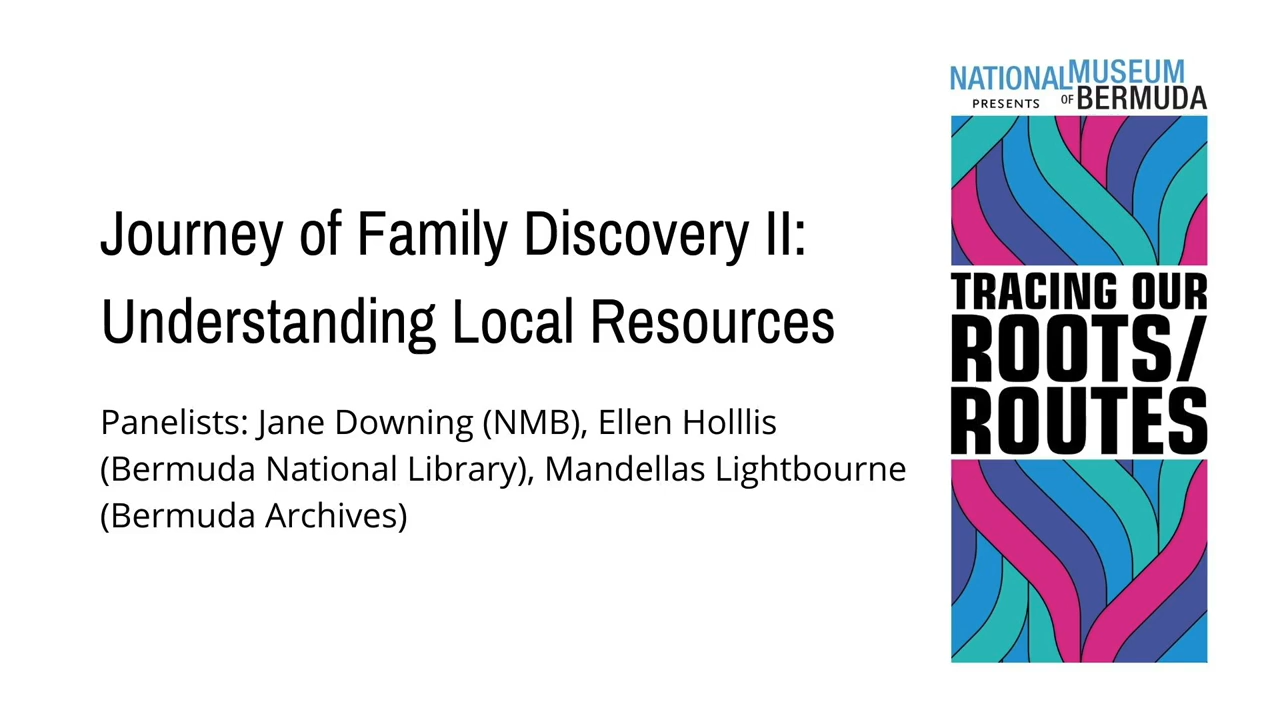 Journey of Family Discovery II:
Understanding Local Resources
Panelists: Jane Downing (NMB), Ellen Holllis
(Bermuda National Library), Mandellas Lightbourne
(Bermuda Archives)
NATIONAL MUSEUM
PRESENTS OF BERMUDA
TRACING OUR
ROOTS/
ROUTES